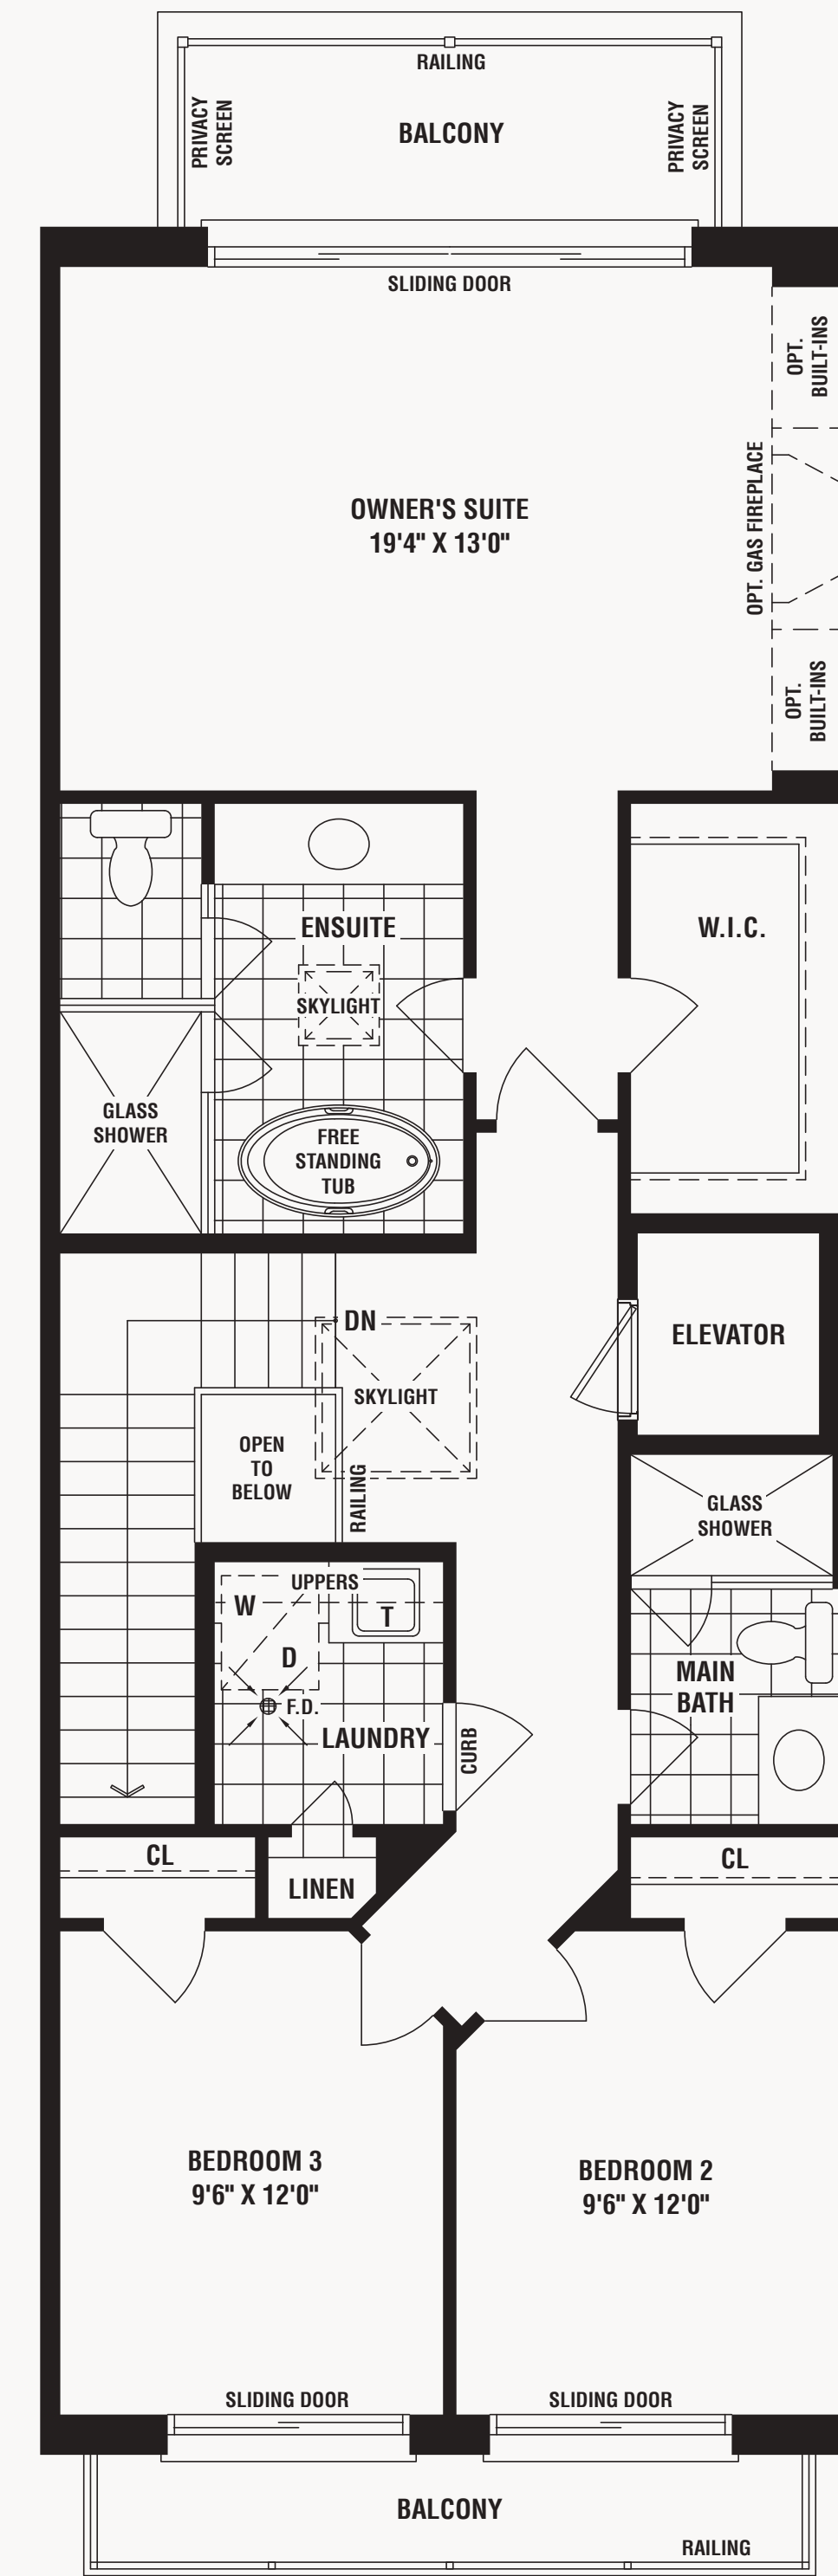 RAILING
PRIVACY
SCREEN
BALCONY
PRIVACY
SCREEN
SLIDING DOOR
OPT.
BUILT-INS
OWNER'S SUITE
19'4" X 13'0"
OPT. GAS FIREPLACE
OPT.
BUILT-INS
ENSUITE
W.I.C.
SKYLIGHT
GLASS
SHOWER
FREE
STANDING
TUB
DN
ELEVATOR
SKYLIGHT
OPEN
TO
BELOW
RAILING
GLASS
SHOWER
UPPERS
W
T
D
F.D.
LAUNDRY
CURB
MAIN
BATH
CL
LINEN
CL
BEDROOM 3
9'6" X 12'0"
BEDROOM 2
9'6" X 12'0"
SLIDING DOOR
SLIDING DOOR
BALCONY
RAILING